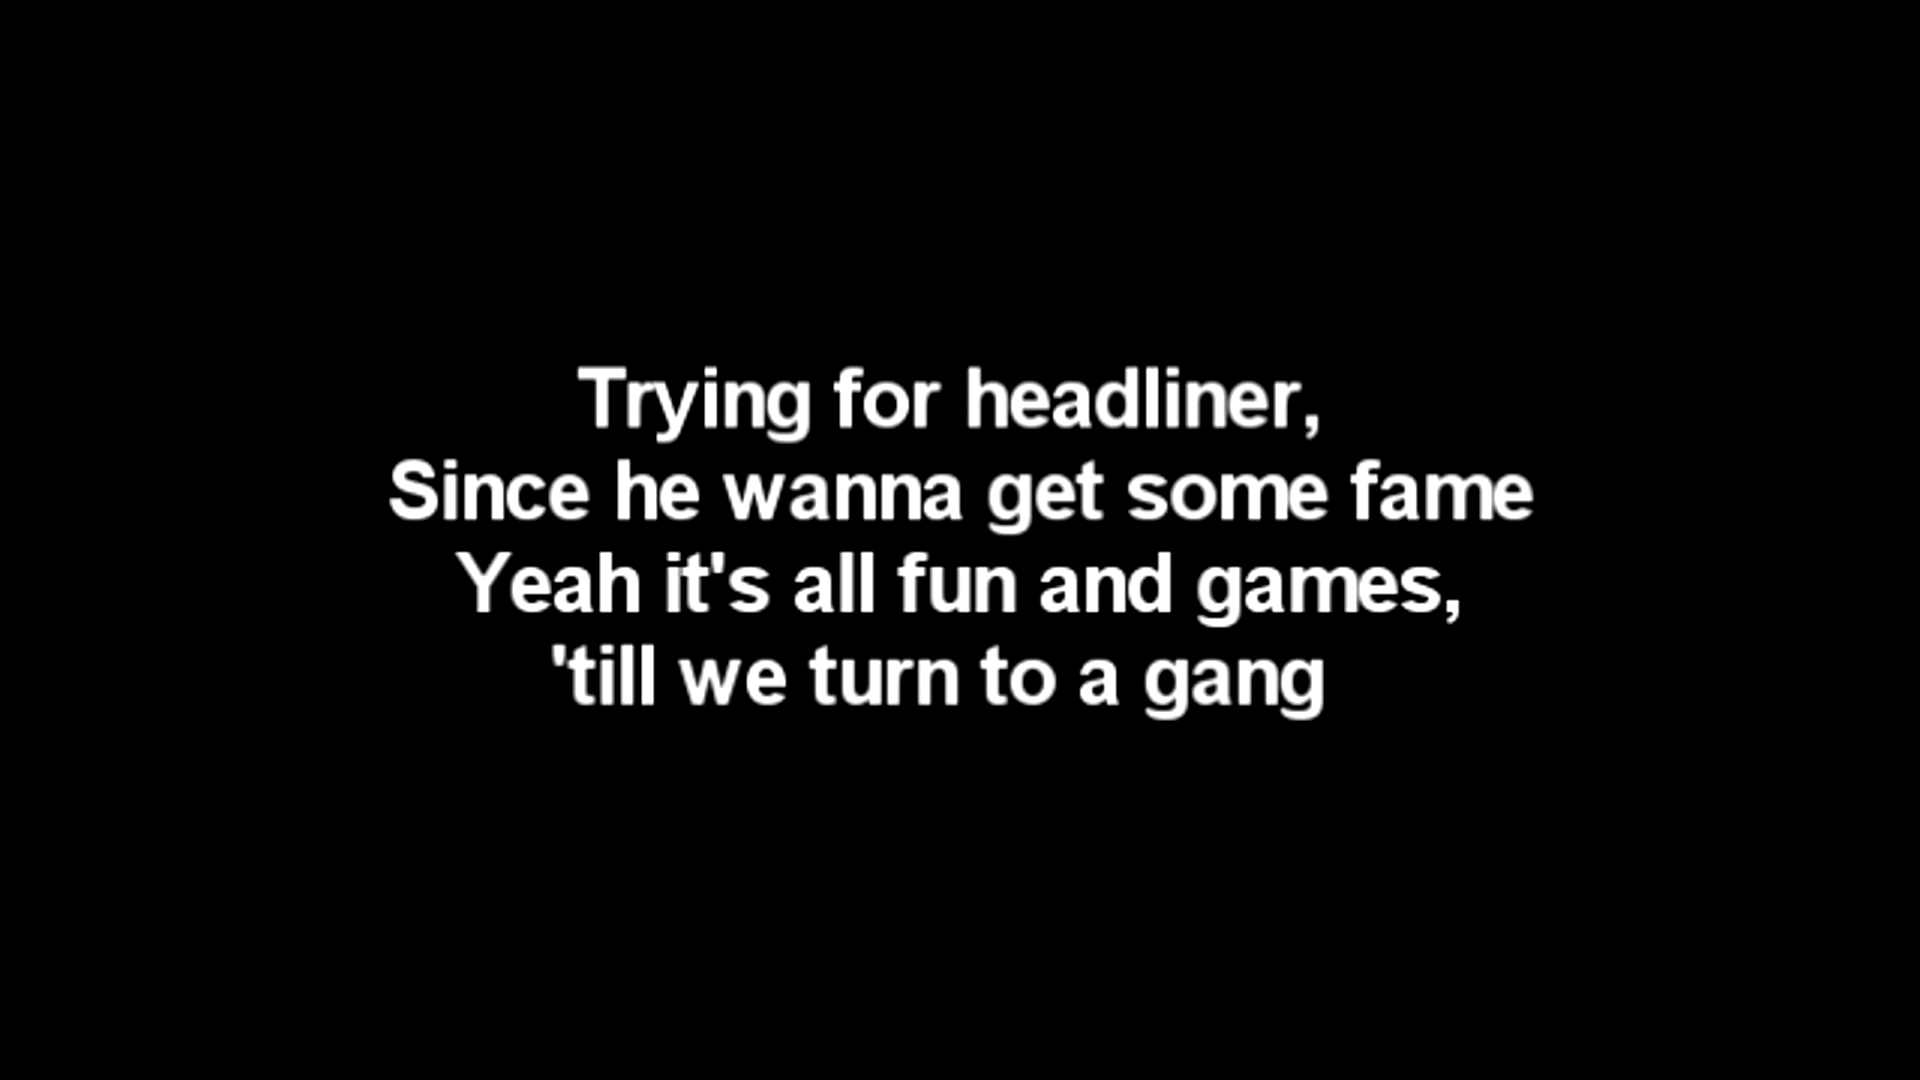 Trying for headliner,
Since he wanna get some fame
Yeah it's all fun and games,
'till we turn to a gang